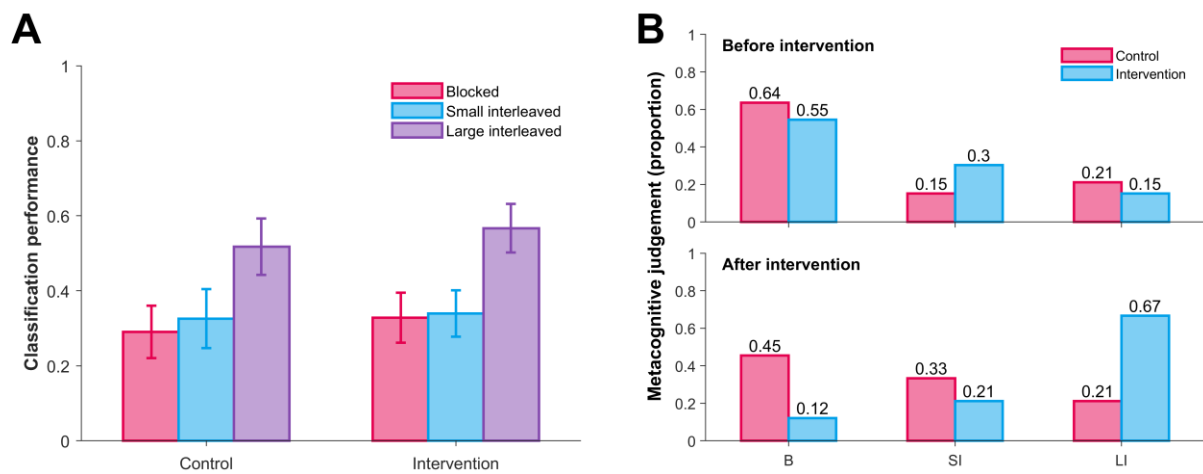 A
Classification performance
1
0.8
0.6
0.4
0.2
0
Blocked
Small interleaved
Large interleaved
Control
Intervention
B
Metacognitive judgement (proportion)
Before intervention
Control
Intervention
1
0.8
0.6
0.4
0.2
0
0.64
0.55
0.15
0.3
0.21
0.15
After intervention
1
0.8
0.6
0.4
0.2
0
0.45
0.12
0.33
0.21
0.21
0.67
B
SI
LI